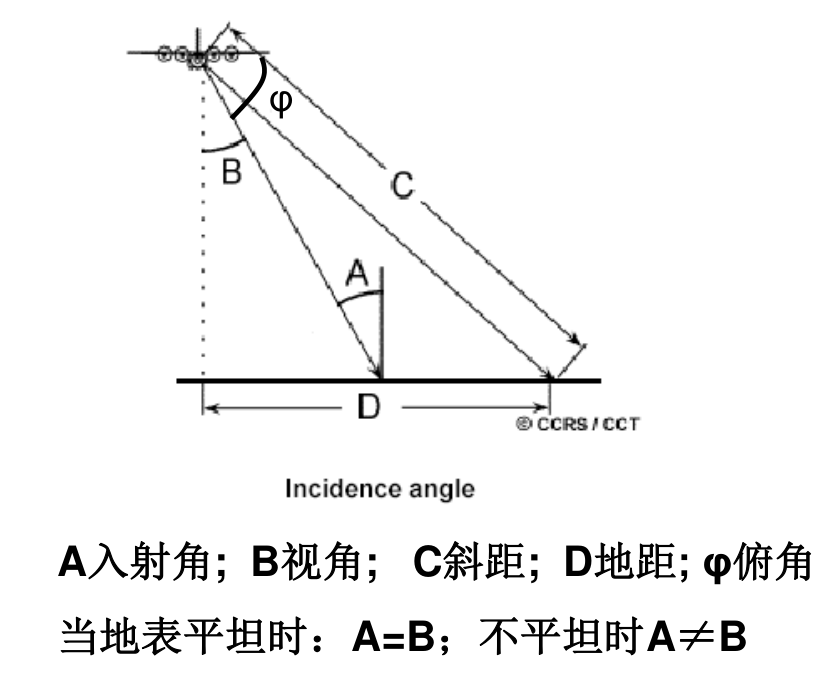 φ
B
C
A
D
© CCRS / CCT
Incidence angle
A入射角; B视角; C斜距; D地距; φ俯角
当地表平坦时：A=B；不平坦时A≠B